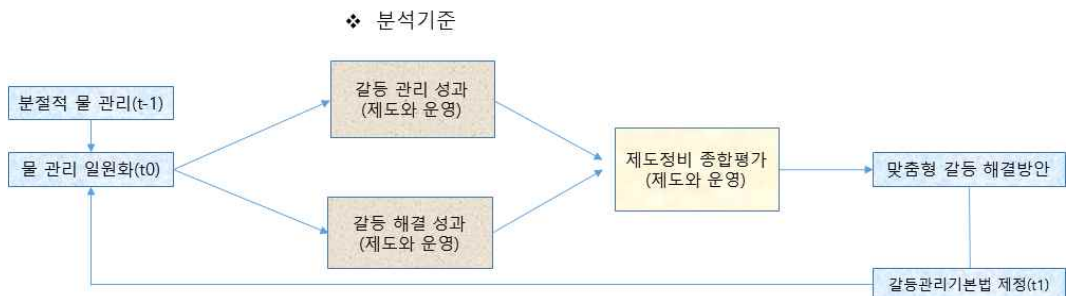 ❖ 분석기준
분절적 물 관리(t-1)
물 관리 일원화(t0)
갈등 관리 성과
(제도와 운영)
갈등 해결 성과
(제도와 운영)
제도정비 종합평가
(제도와 운영)
맞춤형 갈등 해결방안
갈등관리기본법 제정(t1)